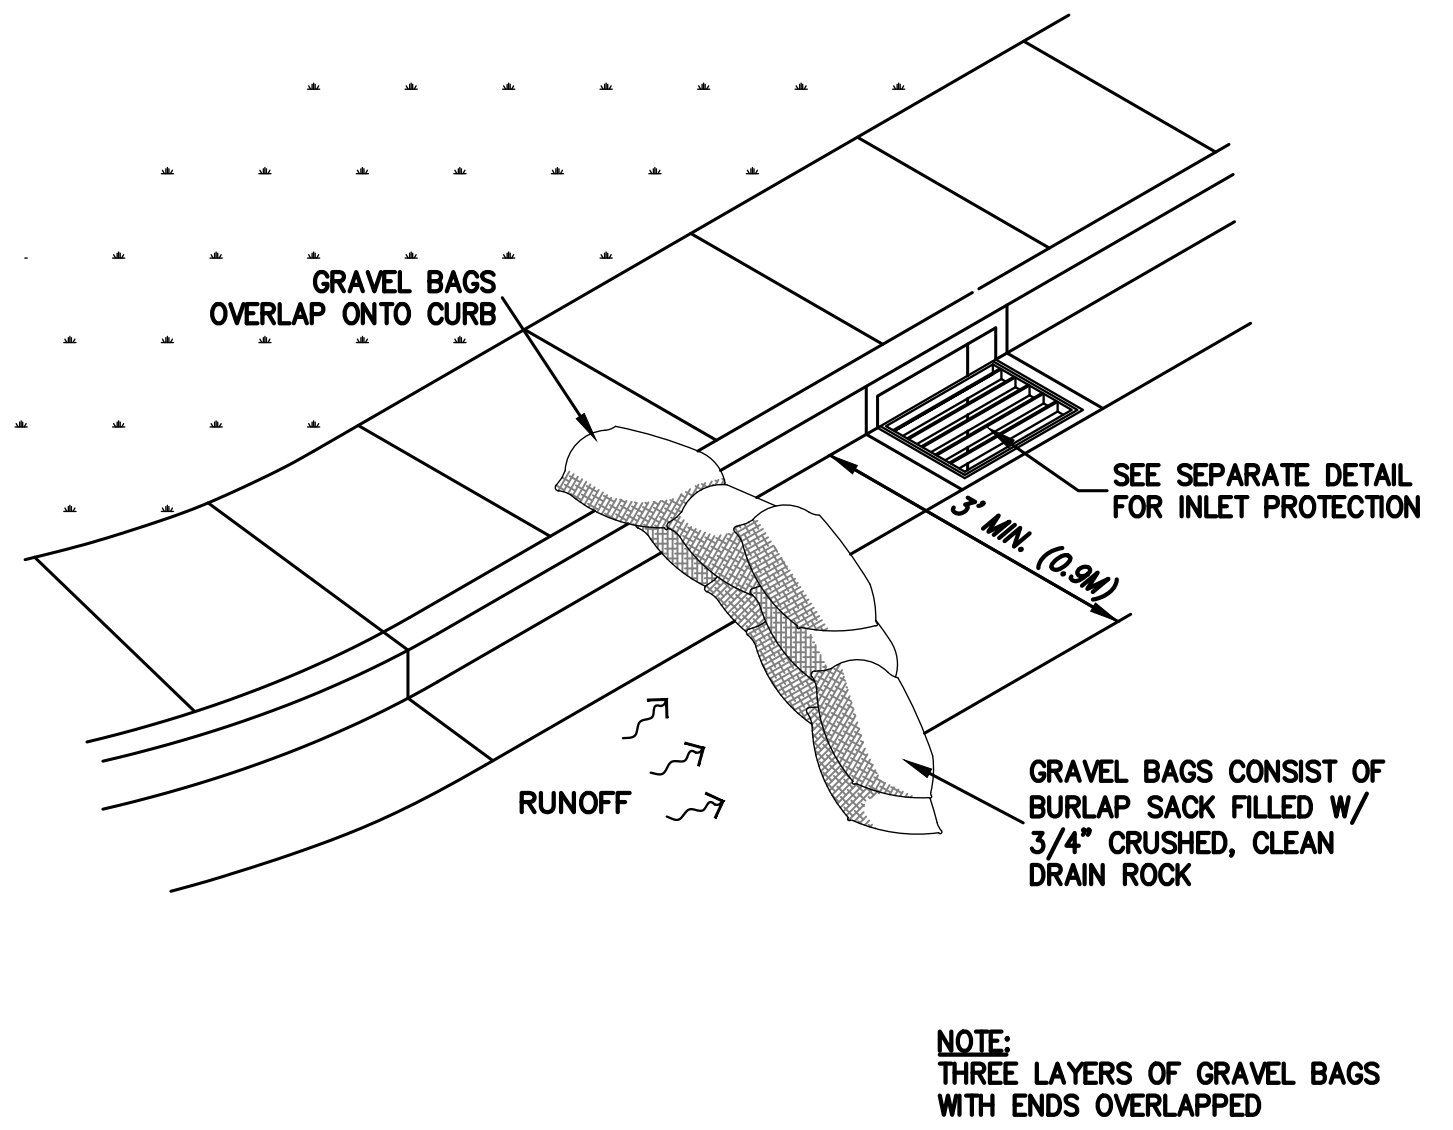 GRAVEL BAGS
OVERLAP ONTO CURB
SEE SEPARATE DETAIL
FOR INLET PROTECTION
3' MIN. (0.9M)
RUNOFF
GRAVEL BAGS CONSIST OF
BURLAP SACK FILLED W/
3/4" CRUSHED, CLEAN
DRAIN ROCK
NOTE:
THREE LAYERS OF GRAVEL BAGS
WITH ENDS OVERLAPPED